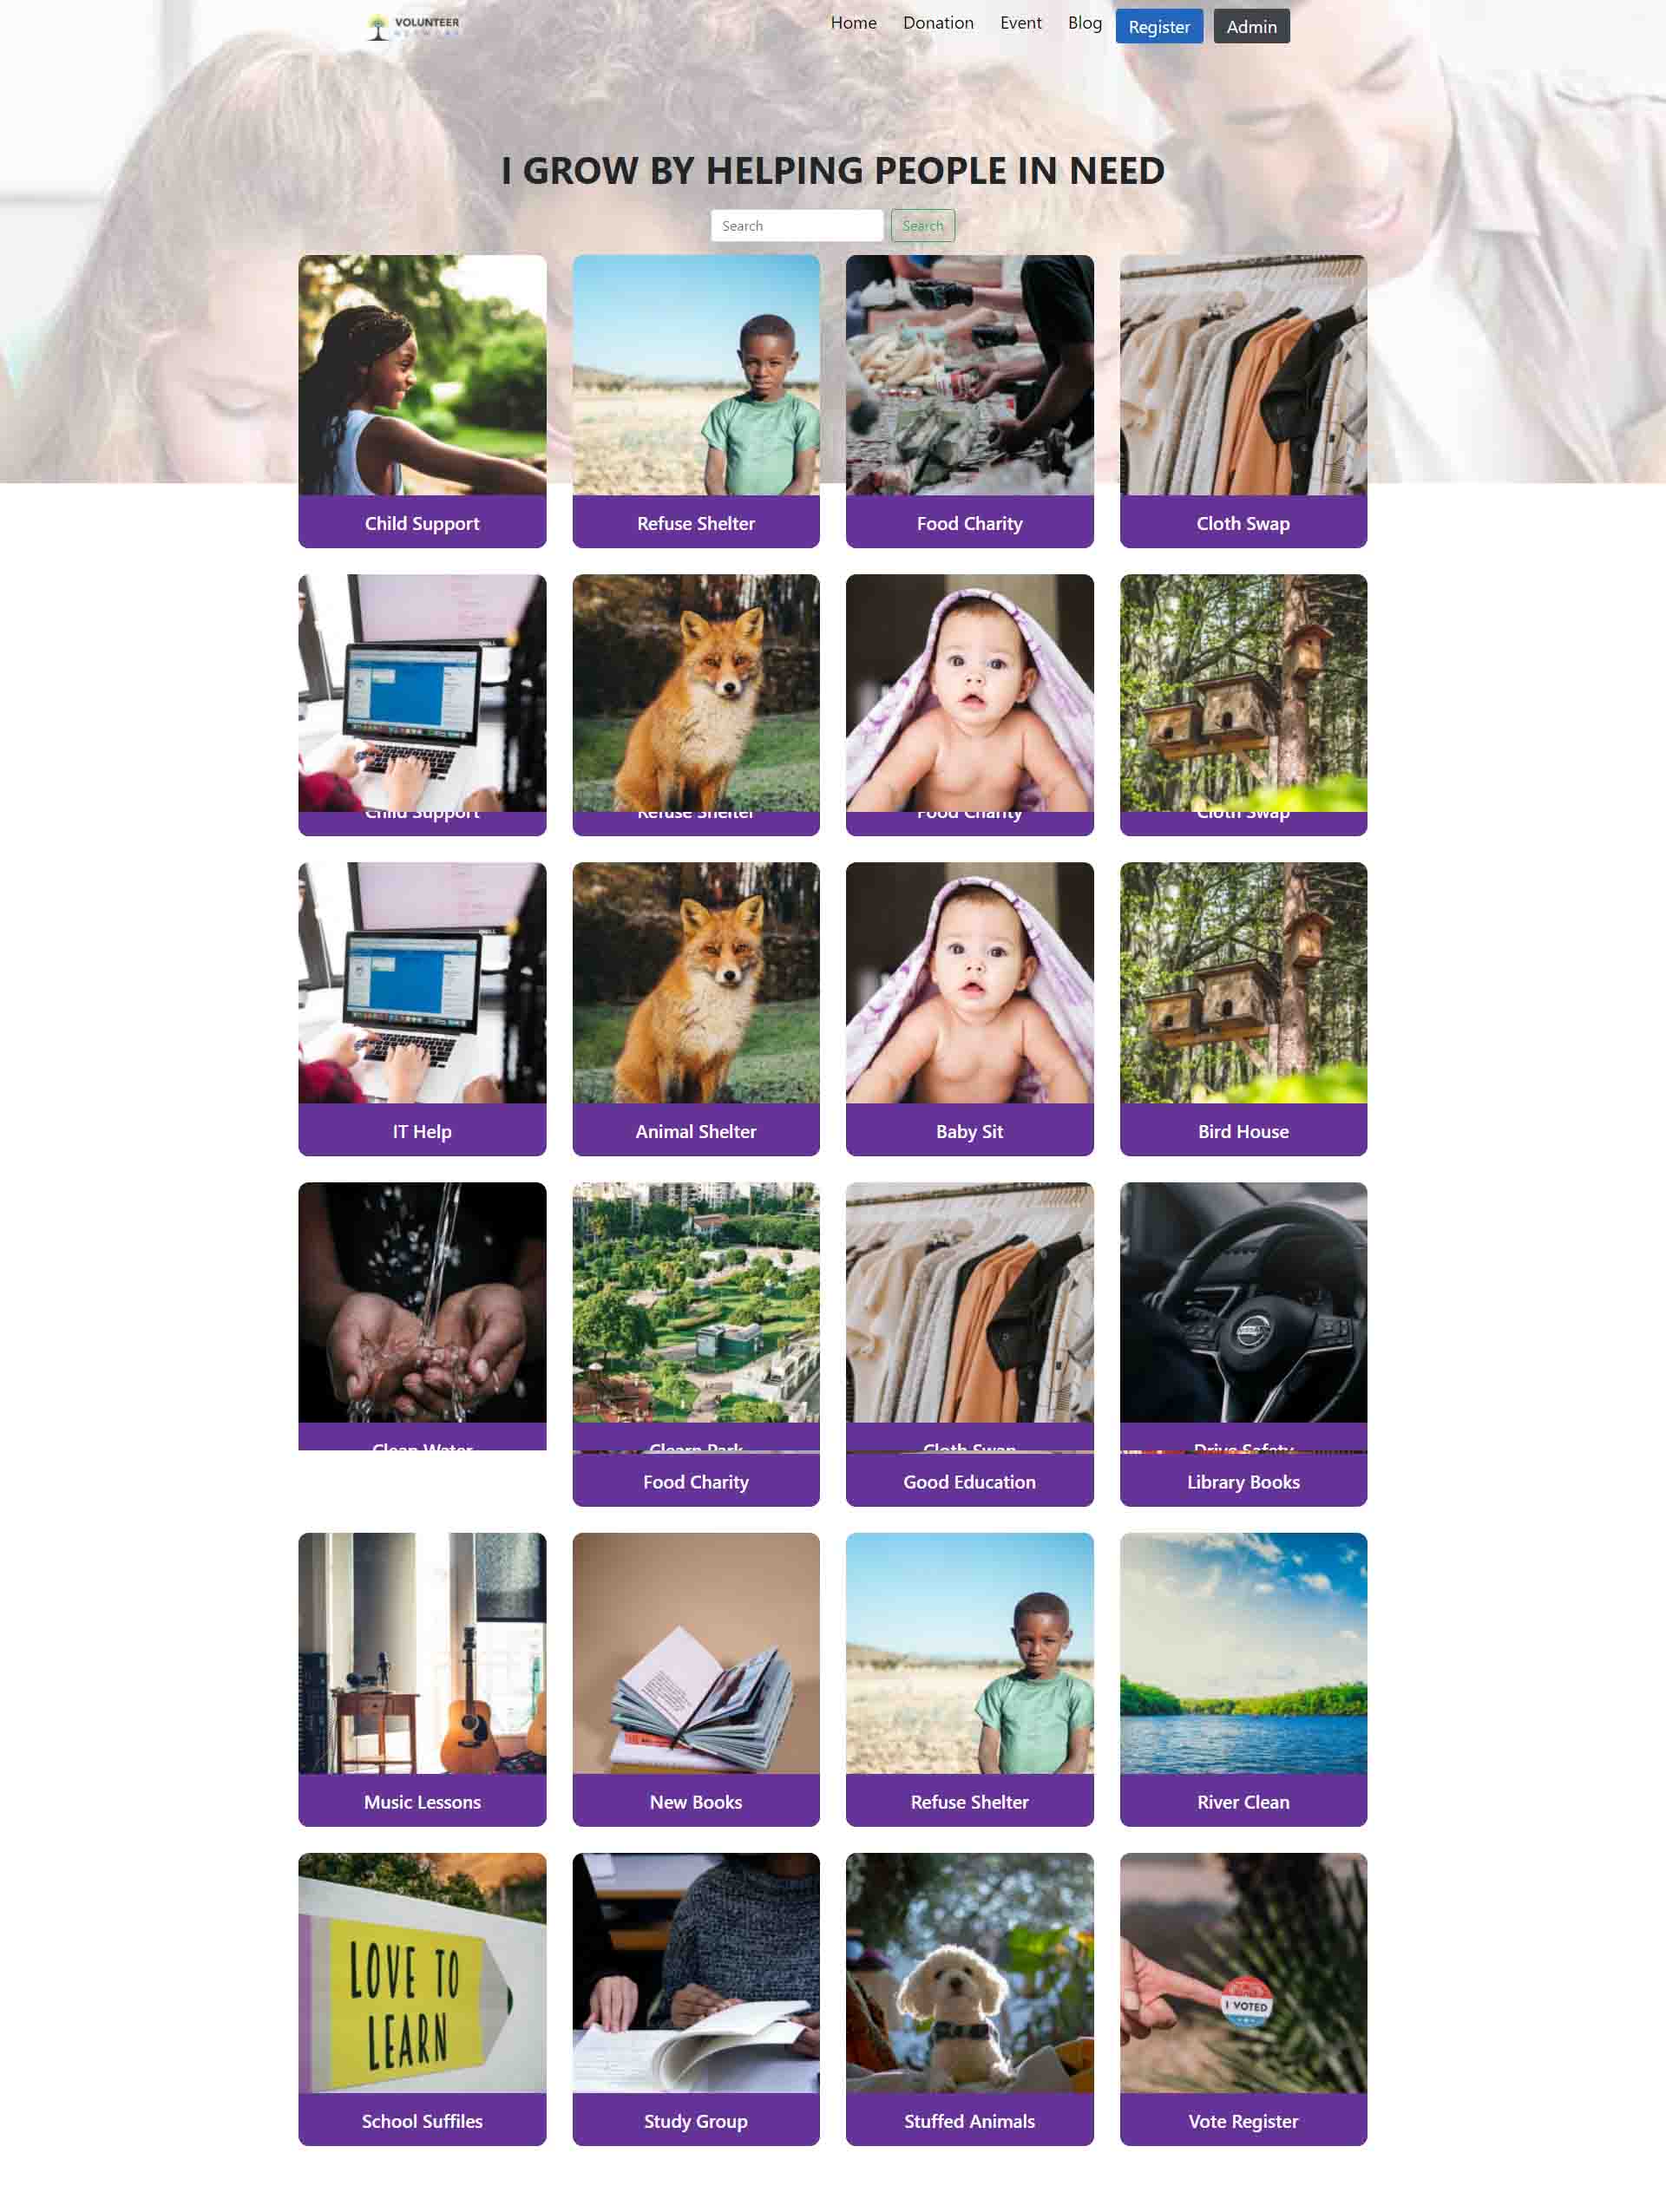 VOLUNTEER
Home Donation Event Blog Register Admin
I GROW BY HELPING PEOPLE IN NEED
Search Search
Child Support Refuse Shelter Food Charity Cloth Swap
DELL
Child Support Refuse Shelter Food Charity Cloth Swap
DELL
IT Help Animal Shelter Baby Sit Bird House
NISSAN
Clean Water Clearn Park Cloth Swap Drive Safety
Food Charity Good Education Library Books
Music Lessons New Books Refuse Shelter River Clean
LOVE TO
LEARN
I VOTED
School Suffiles Study Group Stuffed Animals Vote Register